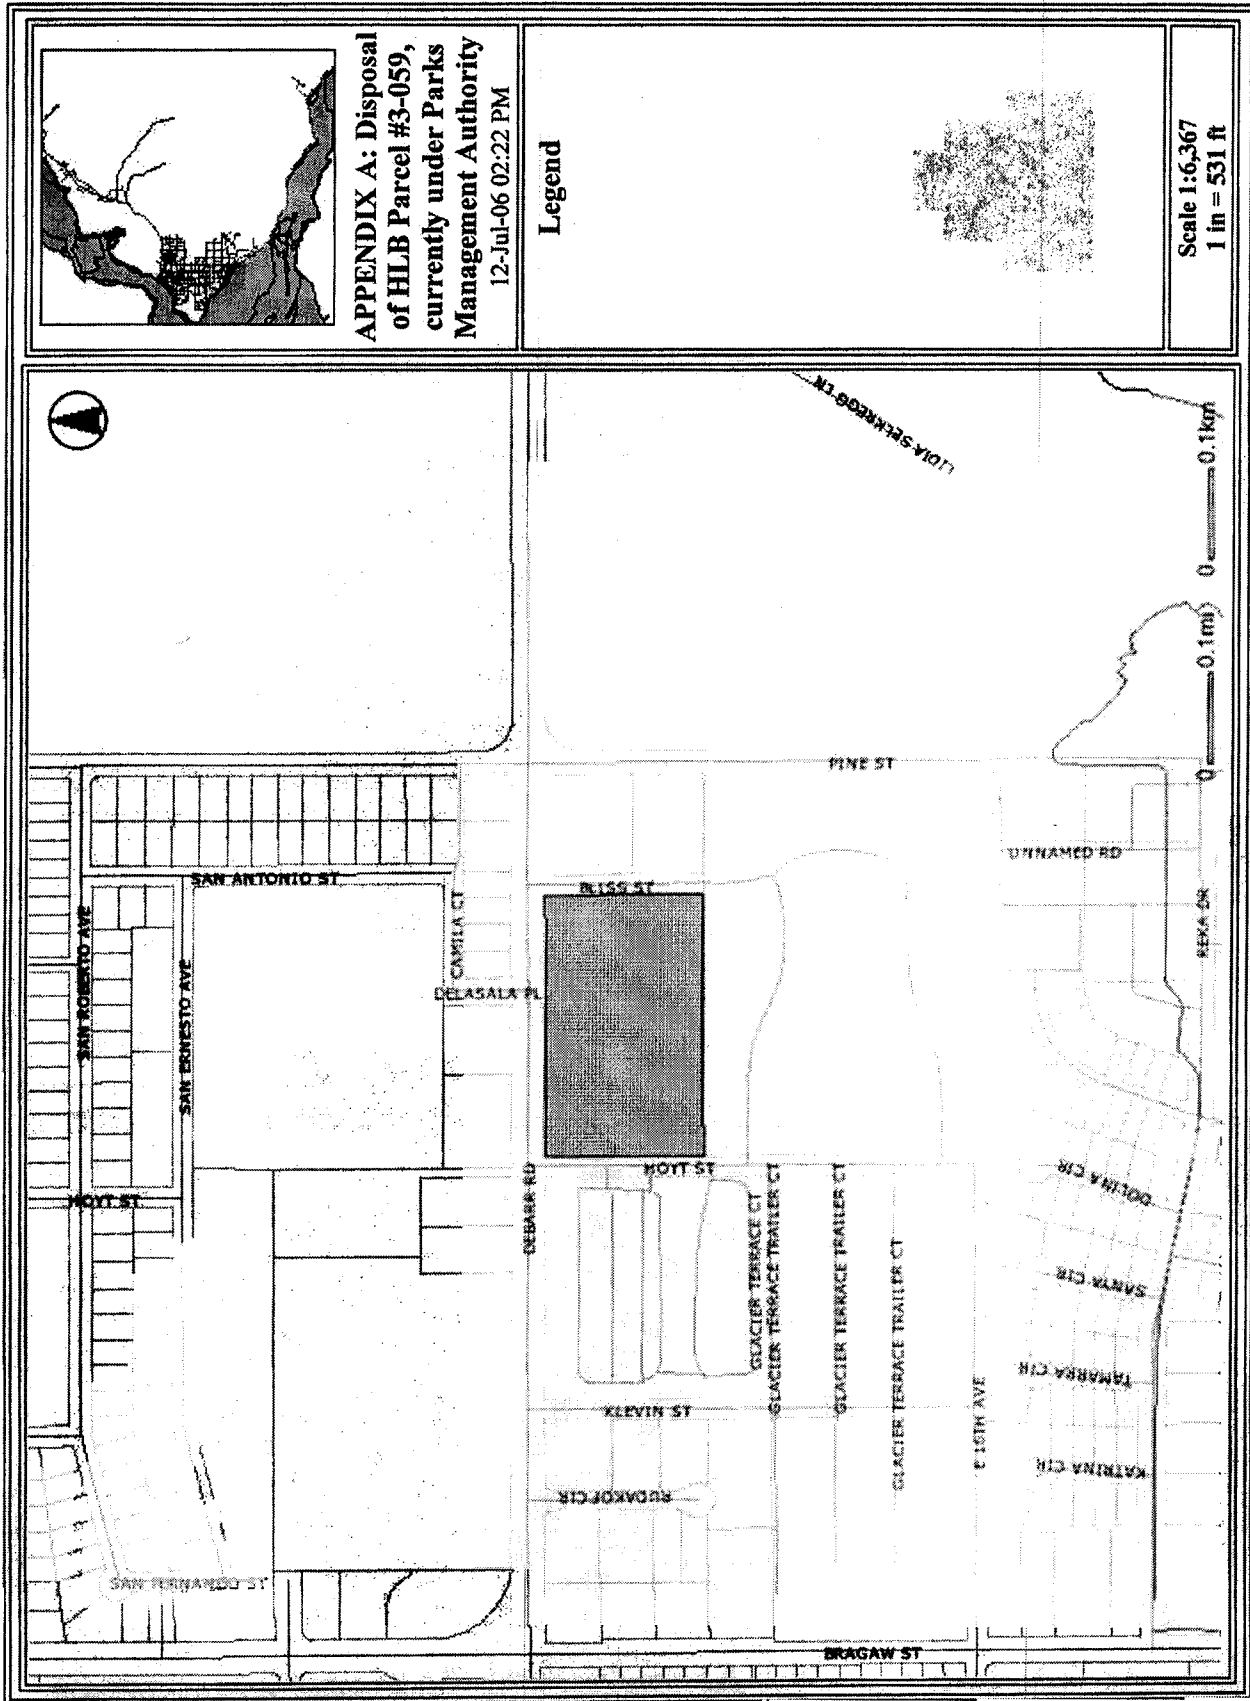 APPENDIX A: Disposal
of HLB Parcel #3-059,
currently under Parks
Management Authority
12-Jul-06 02:22 PM
Legend
Scale 1:6,367
1 in = 531 ft
SAN ROBERTO AVE
SAN ANTONIO ST
SAN ERNESTO AVE
HOYT ST
SAN FERNANDO ST
CAMILA CT
DELASALA PL
DEBARR RD
BLISS ST
HOYT ST
PINE ST
LIDIA SELKREGG LN
KLEVIN ST
RUDAKOF CIR
GLACIER TERRACE CT
GLACIER TERRACE TRAILER CT
GLACIER TERRACE TRAILER CT
GLACIER TERRACE TRAILER CT
E 16TH AVE
UNNAMED RD
REKA DR
DOLINA CIR
SANYA CIR
TAMARRA CIR
KATRINA CIR
BRAGAW ST
0 0.1mi
0 0.1km